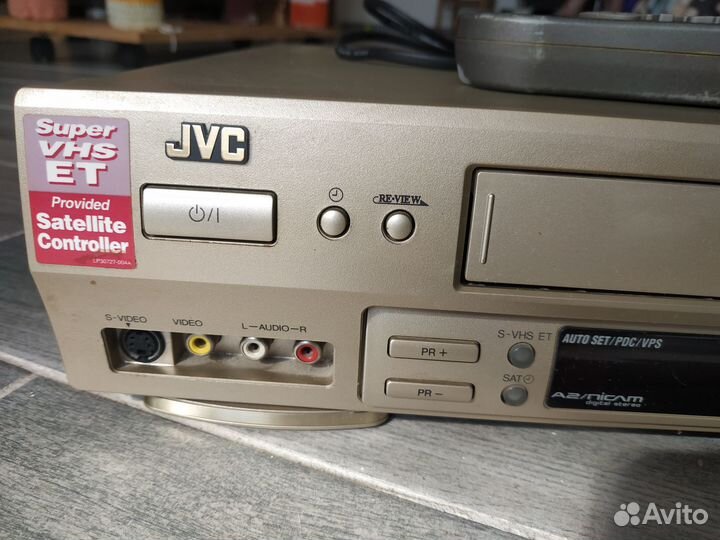 Super
VHS
ET
Provided
Satellite
Controller
LP30727-004A
JVC
RE·VIEW
⏻/I
S-VIDEO
VIDEO
L—AUDIO—R
PR +
PR −
S-VHS ET
SAT
AUTO SET/PDC/VPS
A2/NICAM
digital stereo
Avito